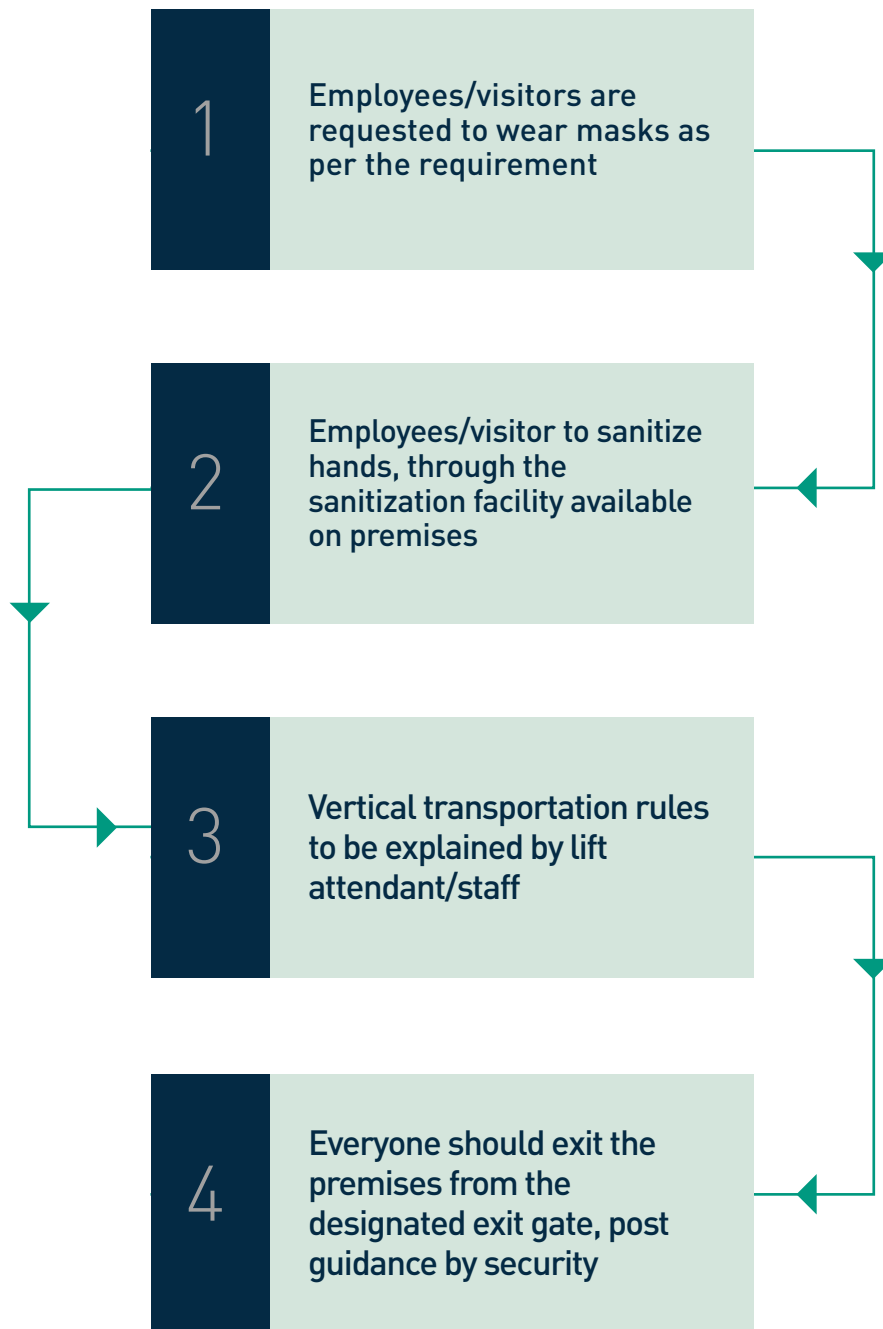 1
Employees/visitors are
requested to wear masks as
per the requirement
2
Employees/visitor to sanitize
hands, through the
sanitization facility available
on premises
3
Vertical transportation rules
to be explained by lift
attendant/staff
4
Everyone should exit the
premises from the
designated exit gate, post
guidance by security